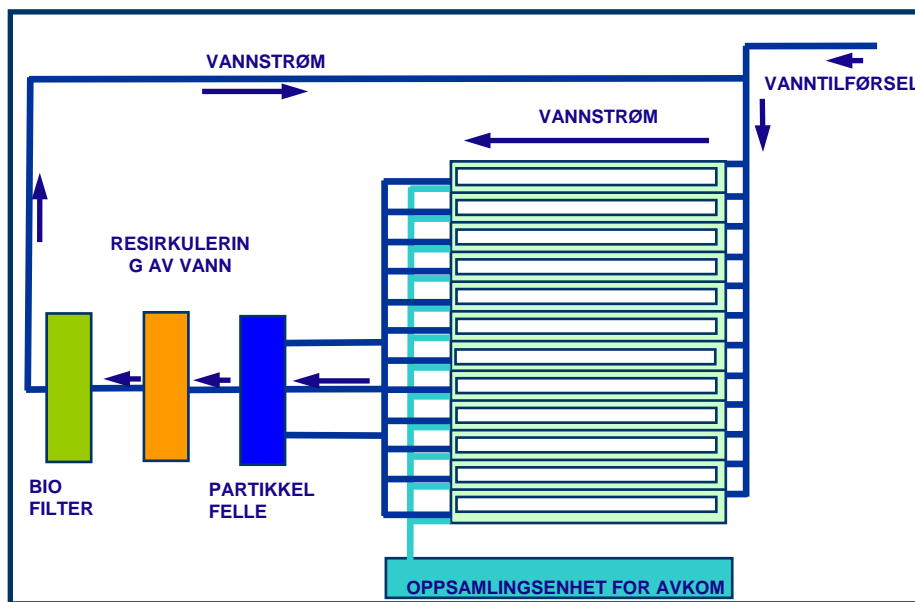 VANNSTRØM
VANNTILFØRSEL
VANNSTRØM
RESIRKULERIN
G AV VANN
BIO
FILTER
PARTIKKEL
FELLE
OPPSAMLINGSENHET FOR AVKOM